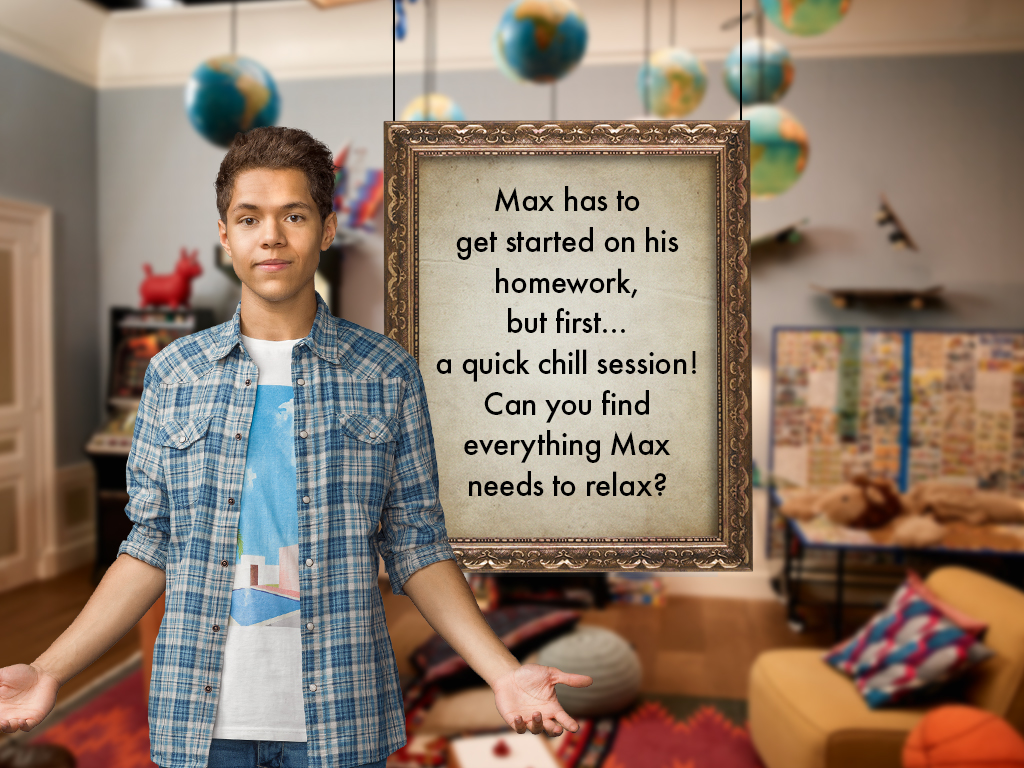 Max has to
get started on his
homework,
but first...
a quick chill session!
Can you find
everything Max
needs to relax?